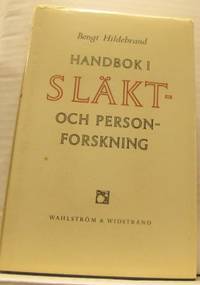 Bengt Hildebrand
HANDBOK I
SLÄKT-
OCH PERSON-
FORSKNING
WAHLSTRÖM & WIDSTRAND